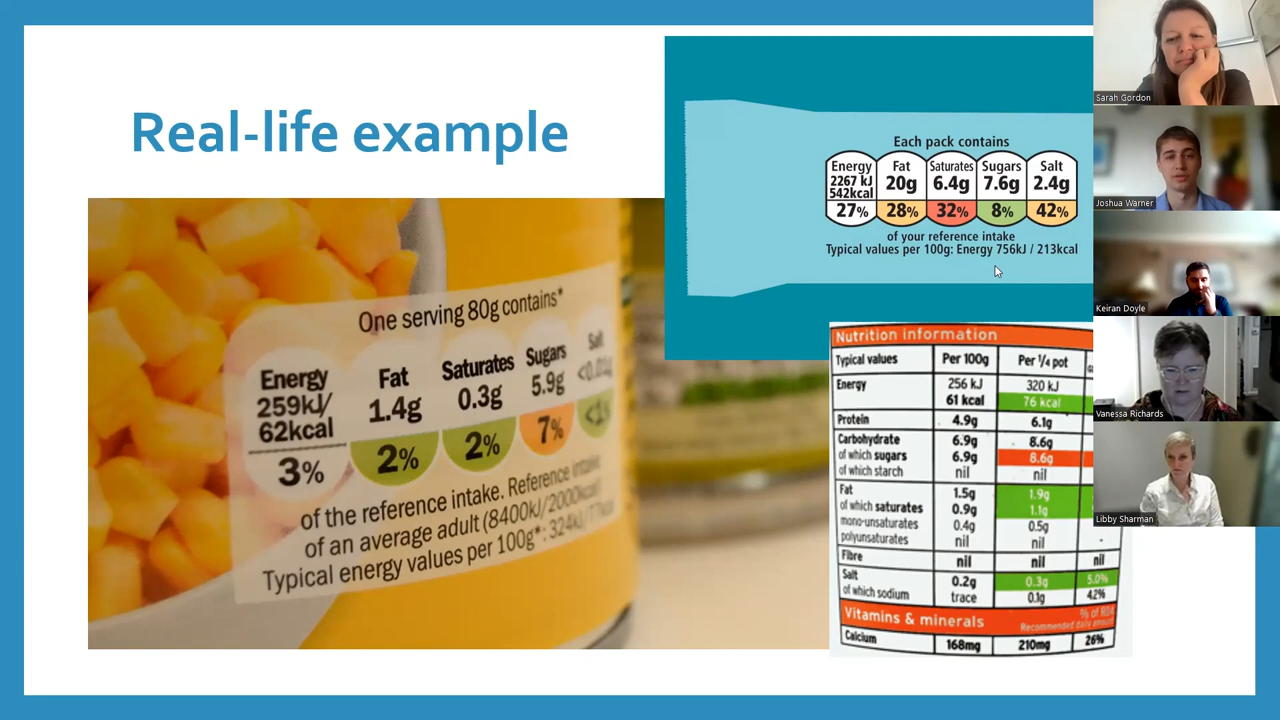 Real-life example
Each pack contains
Energy Fat Saturates Sugars Salt
2267 kJ 20g 6.4g 7.6g 2.4g
542kcal
27% 28% 32% 8% 42%
of your reference intake
Typical values per 100g: Energy 756kJ / 213kcal
One serving 80g contains*
Energy Fat Saturates Sugars Salt
259kJ/ 1.4g 0.3g 5.9g
62kcal
3% 2% 2% 7%
of the reference intake. Reference intake
of an average adult (8400kJ/2000kcal)
Typical energy values per 100g*: 324kJ/77kcal
Nutrition information
Typical values Per 100g Per 1/4 pot
Energy 256 kJ 320 kJ
61 kcal 76 kcal
Protein 4.9g 6.1g
Carbohydrate 6.9g 8.6g
of which sugars 6.9g 8.6g
of which starch nil nil
Fat 1.5g 1.9g
of which saturates 0.9g 1.1g
mono-unsaturates 0.4g 0.5g
polyunsaturates nil nil -
Fibre nil nil nil
Salt 0.2g 0.3g 5.0%
of which sodium trace 0.1g 4.2%
Vitamins & minerals % of RDA
Recommended daily amount
Calcium 168mg 210mg 26%
Sarah Gordon
Joshua Warner
Keiran Doyle
Vanessa Richards
Libby Sharman